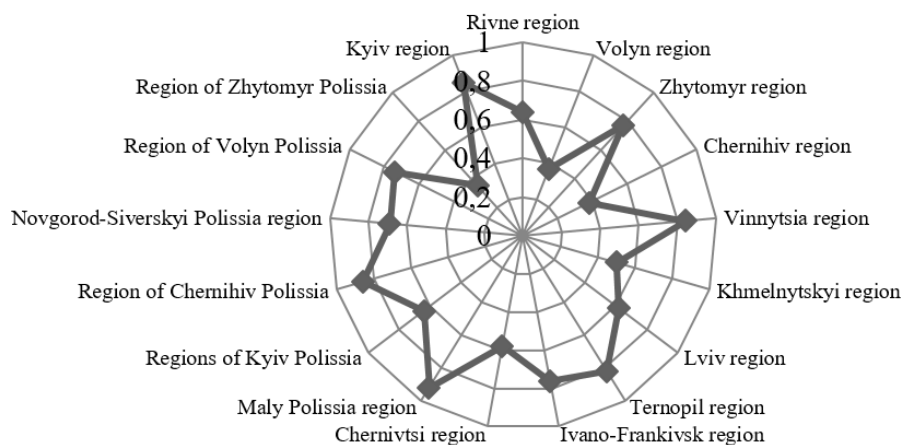 Rivne region
Kyiv region
1
Volyn region
Region of Zhytomyr Polissia
0,8
Zhytomyr region
Region of Volyn Polissia
0,6
Chernihiv region
0,4
Novgorod-Siverskyi Polissia region
0,2
Vinnytsia region
0
Region of Chernihiv Polissia
Khmelnytskyi region
Regions of Kyiv Polissia
Lviv region
Maly Polissia region
Ternopil region
Chernivtsi region
Ivano-Frankivsk region